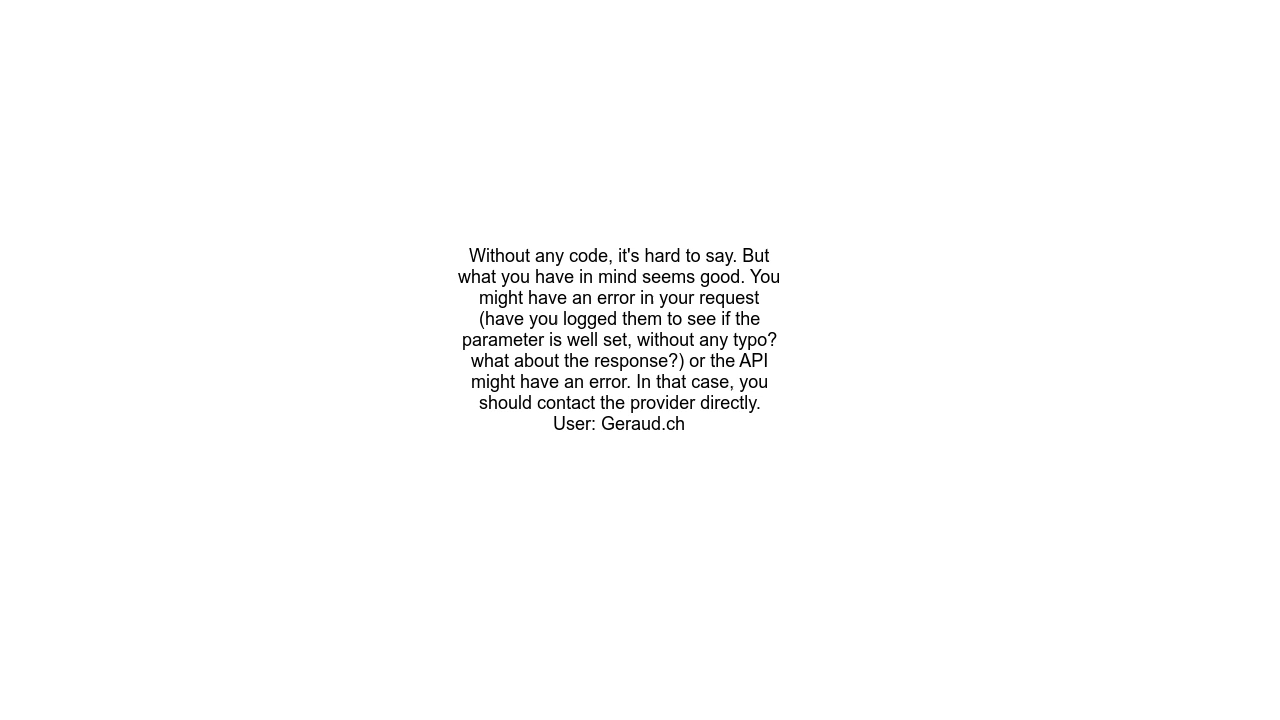 Without any code, it's hard to say. But
what you have in mind seems good. You
might have an error in your request
(have you logged them to see if the
parameter is well set, without any typo?
what about the response?) or the API
might have an error. In that case, you
should contact the provider directly.
User: Geraud.ch